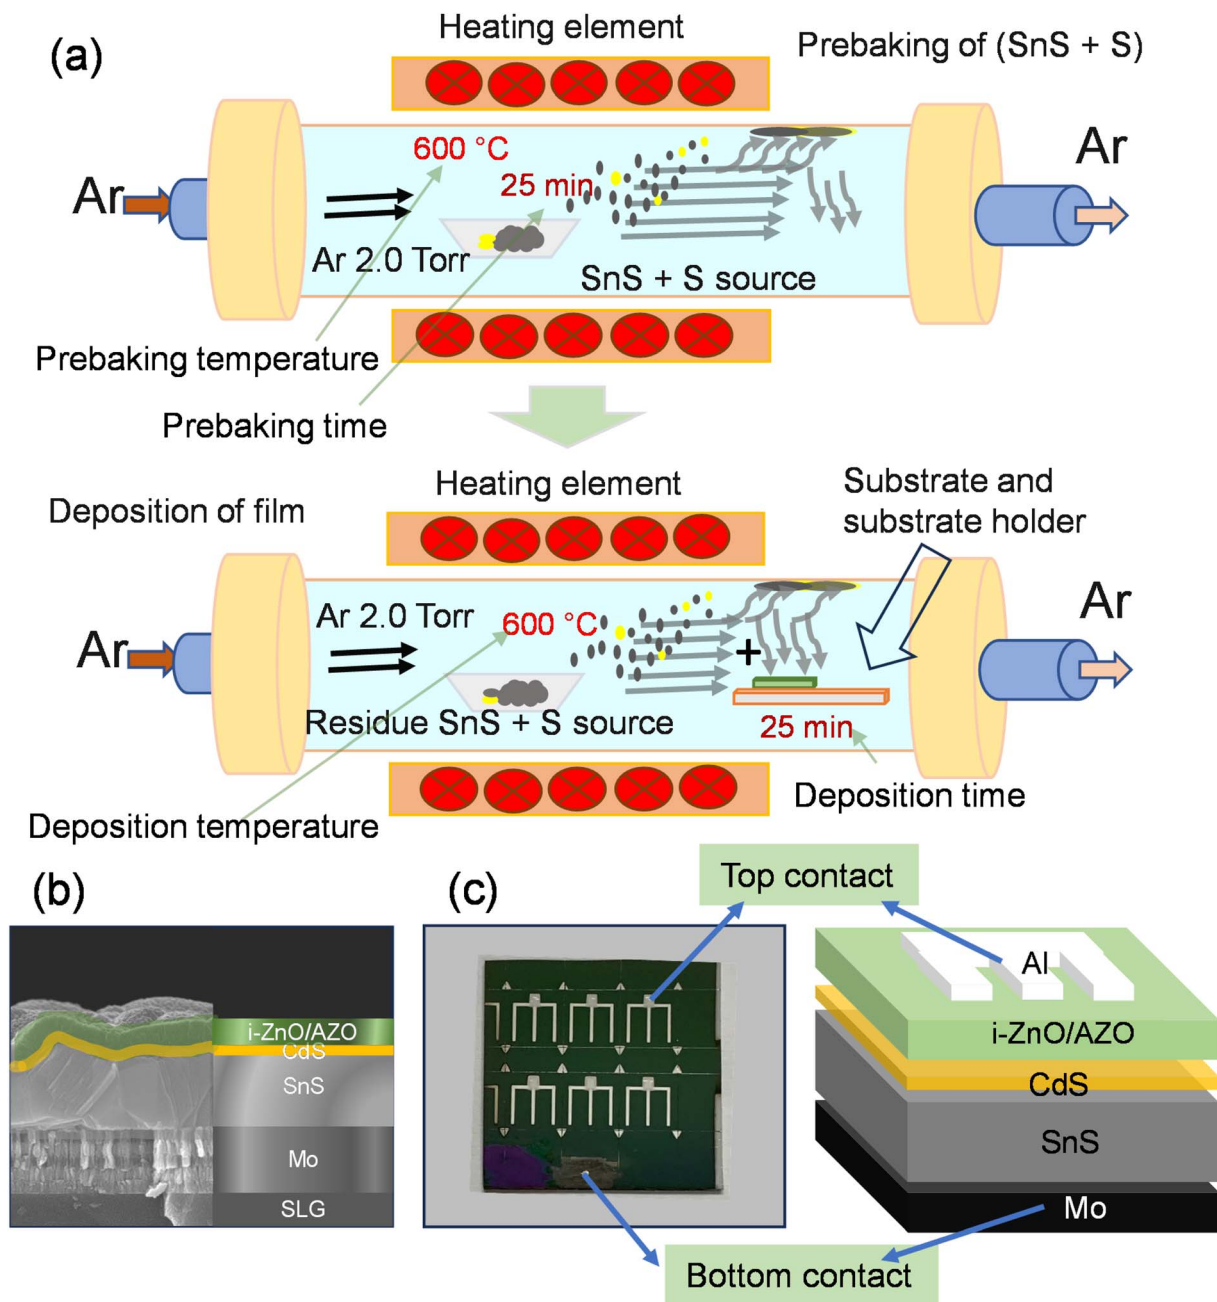 (a)
Heating element
Prebaking of (SnS + S)
600 °C
25 min
Ar
Ar
Ar 2.0 Torr
SnS + S source
Prebaking temperature
Prebaking time
Heating element
Deposition of film
Substrate and
substrate holder
Ar 2.0 Torr
600 °C
Ar
Ar
+
Residue SnS + S source
25 min
Deposition temperature
Deposition time
(b)
i-ZnO/AZO
CdS
SnS
Mo
SLG
(c)
Top contact
Al
i-ZnO/AZO
CdS
SnS
Mo
Bottom contact